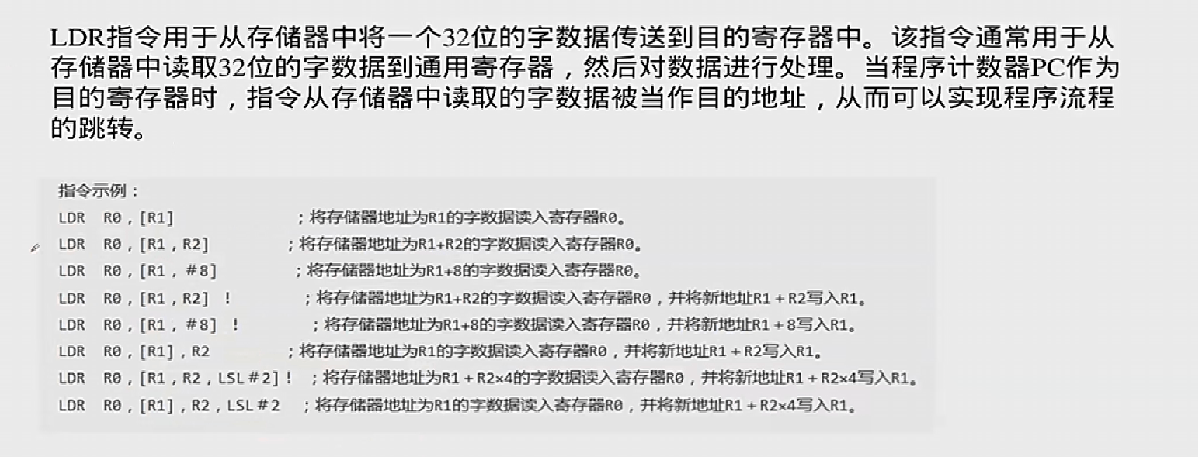 LDR指令用于从存储器中将一个32位的字数据传送到目的寄存器中。该指令通常用于从
存储器中读取32位的字数据到通用寄存器，然后对数据进行处理。当程序计数器PC作为
目的寄存器时，指令从存储器中读取的字数据被当作目的地址，从而可以实现程序流程
的跳转。
指令示例：
LDR R0，[R1] ；将存储器地址为R1的字数据读入寄存器R0。
LDR R0，[R1，R2] ；将存储器地址为R1+R2的字数据读入寄存器R0。
LDR R0，[R1，#8] ；将存储器地址为R1+8的字数据读入寄存器R0。
LDR R0，[R1，R2] ！ ；将存储器地址为R1+R2的字数据读入寄存器R0，并将新地址R1＋R2写入R1。
LDR R0，[R1，#8] ！ ；将存储器地址为R1+8的字数据读入寄存器R0，并将新地址R1＋8写入R1。
LDR R0，[R1]，R2 ；将存储器地址为R1的字数据读入寄存器R0，并将新地址R1＋R2写入R1。
LDR R0，[R1，R2，LSL＃2]！ ；将存储器地址为R1＋R2×4的字数据读入寄存器R0，并将新地址R1＋R2×4写入R1。
LDR R0，[R1]，R2，LSL＃2 ；将存储器地址为R1的字数据读入寄存器R0，并将新地址R1＋R2×4写入R1。